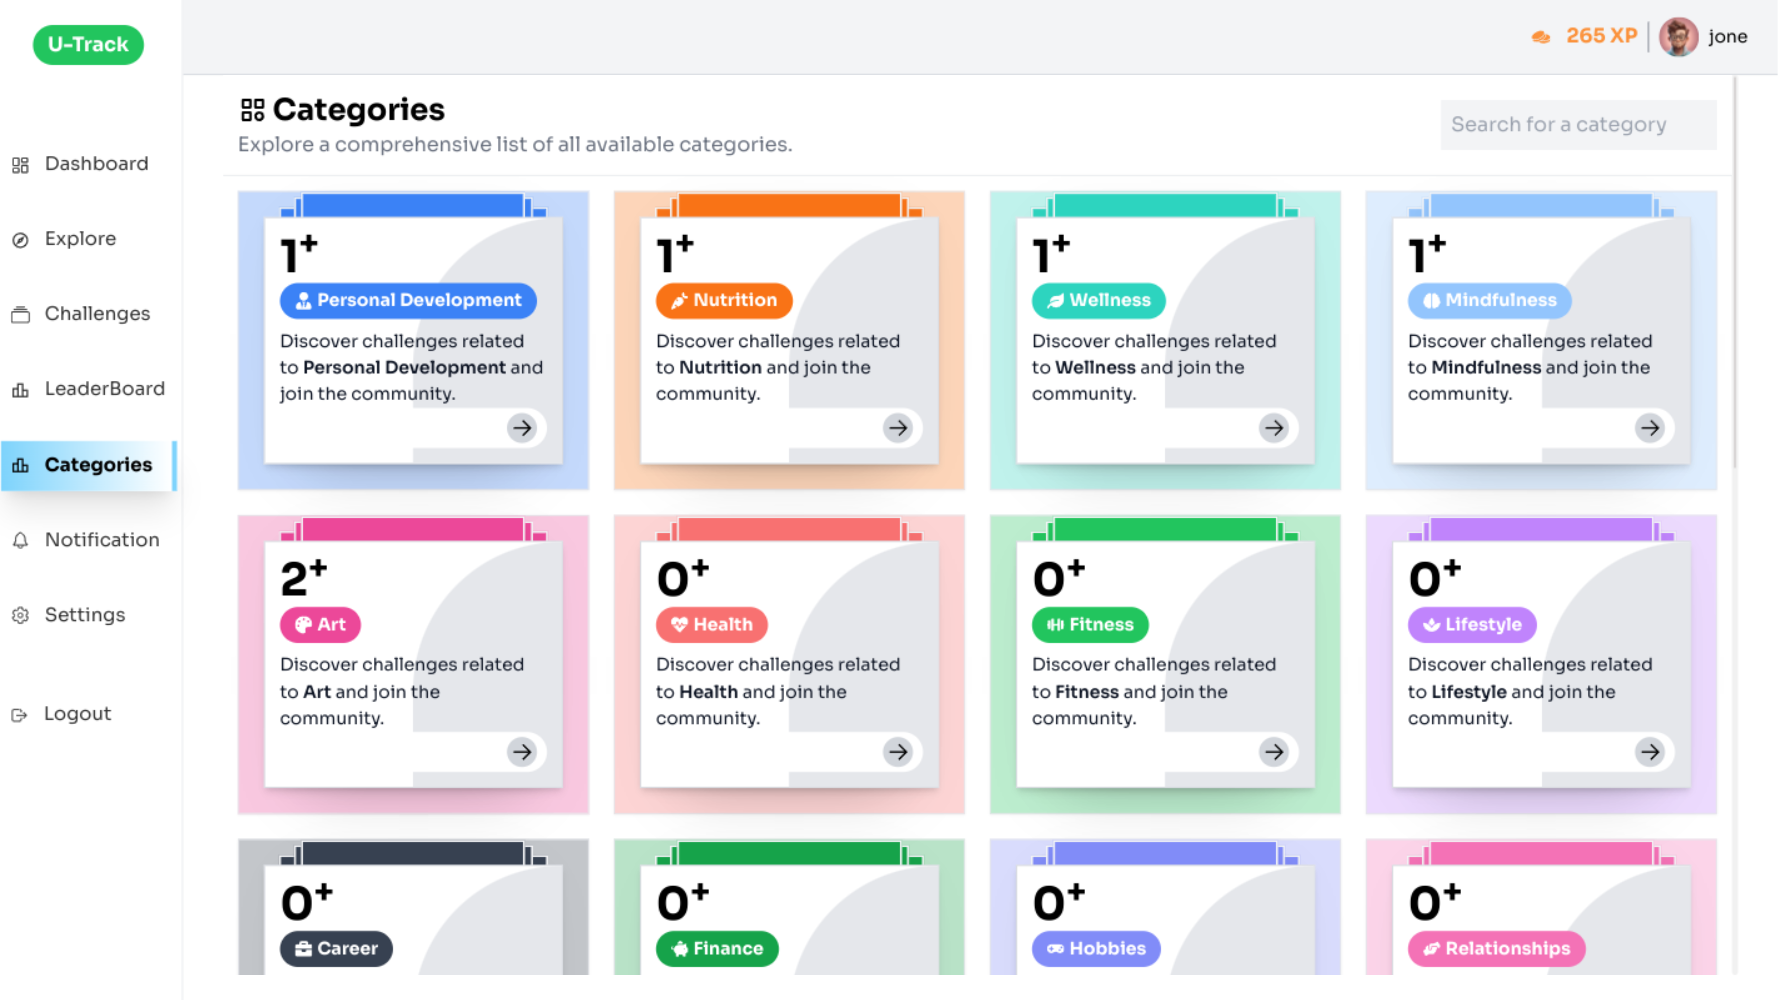 U-Track
265 XP
jone
Dashboard
Explore
Challenges
LeaderBoard
Categories
Notification
Settings
Logout
Categories
Explore a comprehensive list of all available categories.
Search for a category
1+
Personal Development
Discover challenges related
to Personal Development and
join the community.
1+
Nutrition
Discover challenges related
to Nutrition and join the
community.
1+
Wellness
Discover challenges related
to Wellness and join the
community.
1+
Mindfulness
Discover challenges related
to Mindfulness and join the
community.
2+
Art
Discover challenges related
to Art and join the
community.
0+
Health
Discover challenges related
to Health and join the
community.
0+
Fitness
Discover challenges related
to Fitness and join the
community.
0+
Lifestyle
Discover challenges related
to Lifestyle and join the
community.
0+
Career
0+
Finance
0+
Hobbies
0+
Relationships